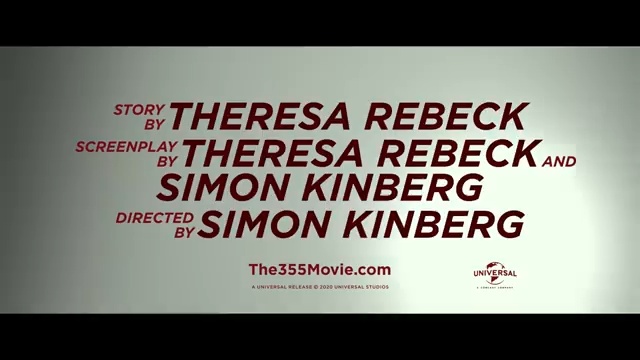 STORY BY THERESA REBECK
SCREENPLAY BY THERESA REBECK AND
SIMON KINBERG
DIRECTED BY SIMON KINBERG
The355Movie.com
UNIVERSAL
A COMCAST COMPANY
A UNIVERSAL RELEASE © 2020 UNIVERSAL STUDIOS